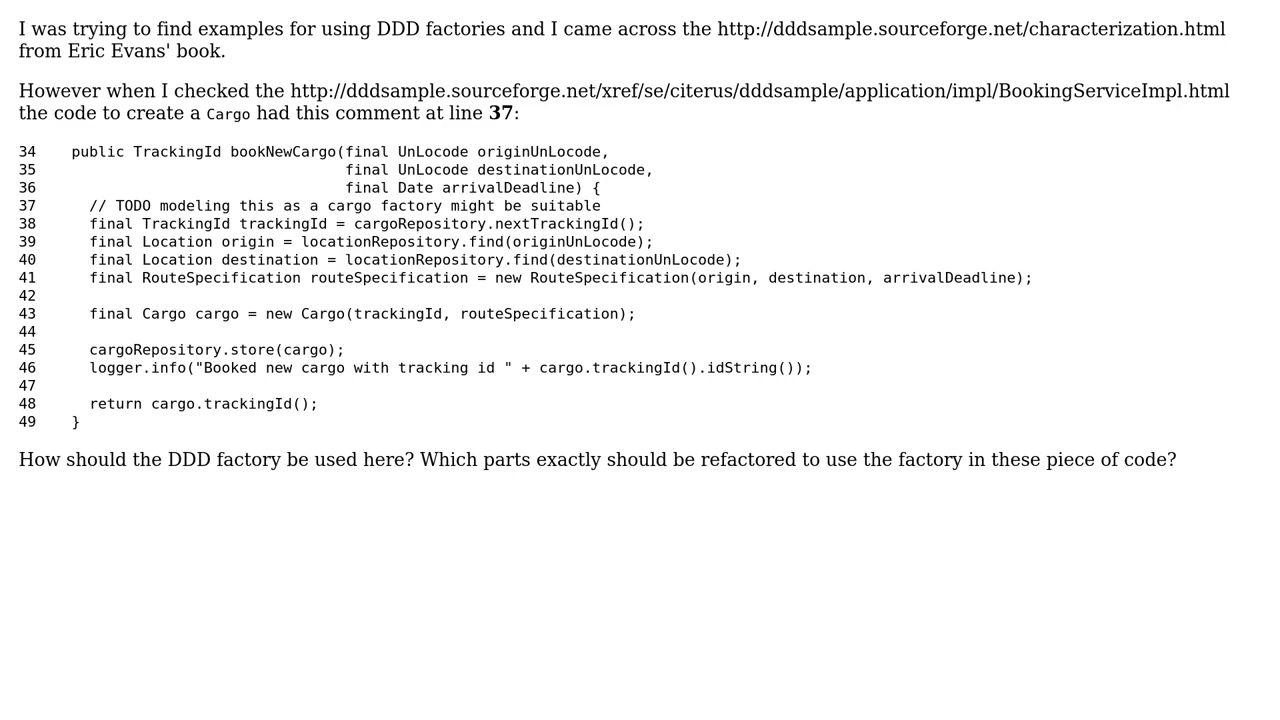 I was trying to find examples for using DDD factories and I came across the http://dddsample.sourceforge.net/characterization.html
from Eric Evans' book.
However when I checked the http://dddsample.sourceforge.net/xref/se/citerus/dddsample/application/impl/BookingServiceImpl.html
the code to create a Cargo had this comment at line 37:
34    public TrackingId bookNewCargo(final UnLocode originUnLocode,
35                                   final UnLocode destinationUnLocode,
36                                   final Date arrivalDeadline) {
37      // TODO modeling this as a cargo factory might be suitable
38      final TrackingId trackingId = cargoRepository.nextTrackingId();
39      final Location origin = locationRepository.find(originUnLocode);
40      final Location destination = locationRepository.find(destinationUnLocode);
41      final RouteSpecification routeSpecification = new RouteSpecification(origin, destination, arrivalDeadline);
42
43      final Cargo cargo = new Cargo(trackingId, routeSpecification);
44
45      cargoRepository.store(cargo);
46      logger.info("Booked new cargo with tracking id " + cargo.trackingId().idString());
47
48      return cargo.trackingId();
49    }
How should the DDD factory be used here? Which parts exactly should be refactored to use the factory in these piece of code?